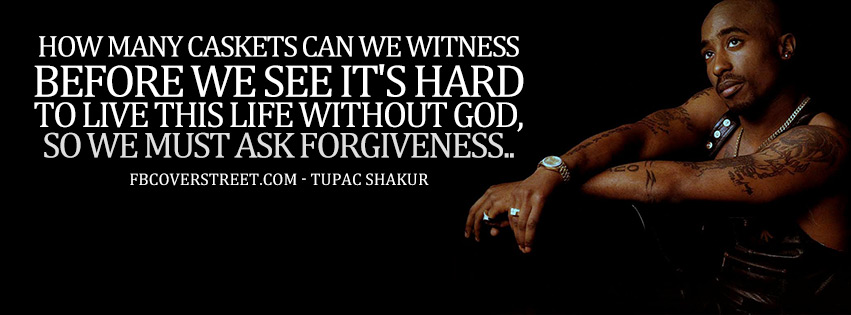 HOW MANY CASKETS CAN WE WITNESS
BEFORE WE SEE IT'S HARD
TO LIVE THIS LIFE WITHOUT GOD,
SO WE MUST ASK FORGIVENESS..
FBCOVERSTREET.COM - TUPAC SHAKUR